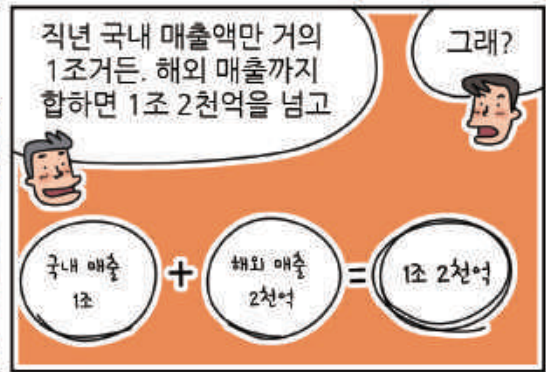 직년 국내 매출액만 거의
1조거든. 해외 매출까지
합하면 1조 2천억을 넘고
그래?
국내 매출
1조
+
해외 매출
2천억
=
1조 2천억